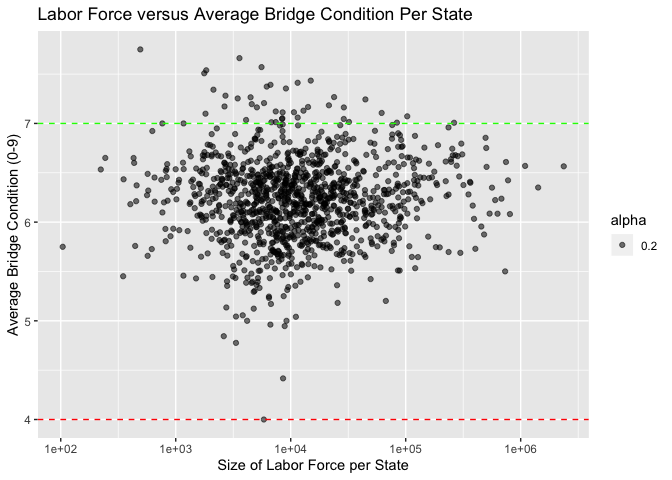 Labor Force versus Average Bridge Condition Per State
Average Bridge Condition (0-9)
7
6
5
4
1e+02 1e+03 1e+04 1e+05 1e+06
Size of Labor Force per State
alpha
0.2